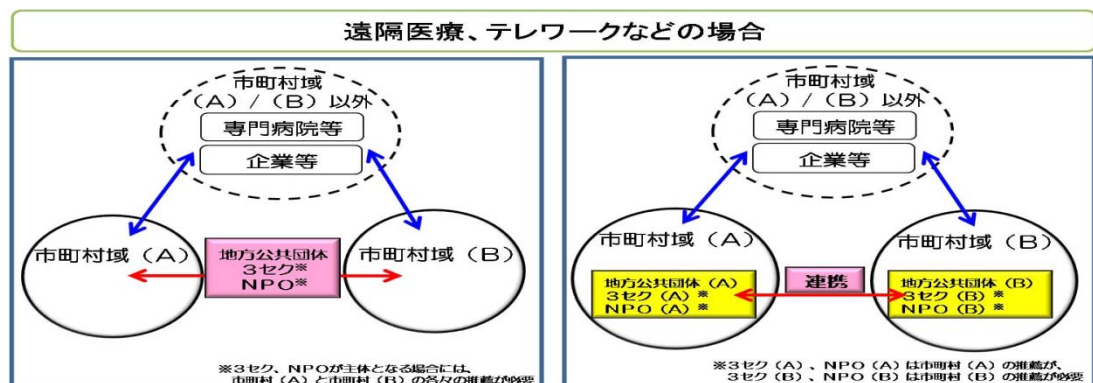 遠隔医療、テレワークなどの場合
市町村域
（A）/（B）以外
専門病院等
企業等
市町村域（A）
地方公共団体
3セク※
NPO※
市町村域（B）
※3セク、NPOが主体となる場合には、
市町村（A）と市町村（B）の各々の推薦が必要
市町村域
（A）/（B）以外
専門病院等
企業等
市町村域（A）
地方公共団体（A）
3セク（A）※
NPO（A）※
連携
市町村域（B）
地方公共団体（B）
3セク（B）※
NPO（B）※
※3セク（A）、NPO（A）は市町村（A）の推薦が、
3セク（B）、NPO（B）は市町村（B）の推薦が必要